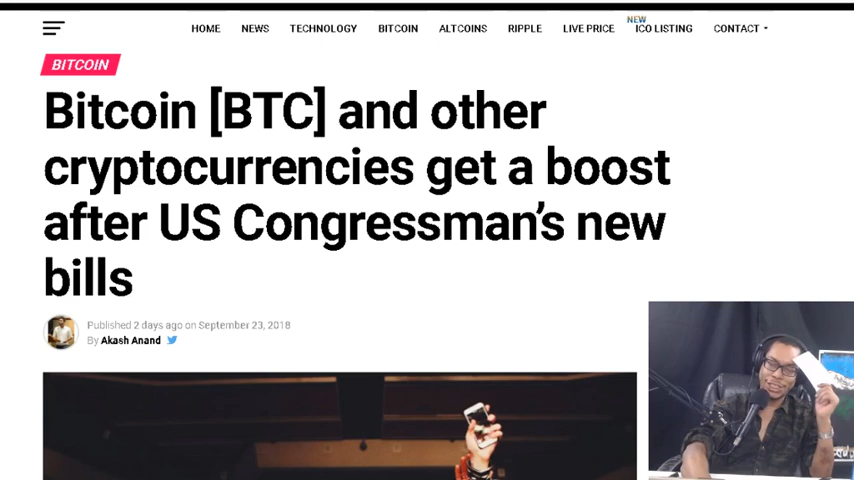 NEW
HOME NEWS TECHNOLOGY BITCOIN ALTCOINS RIPPLE LIVE PRICE ICO LISTING CONTACT
BITCOIN
Bitcoin [BTC] and other
cryptocurrencies get a boost
after US Congressman’s new
bills
Published 2 days ago on September 23, 2018
By Akash Anand